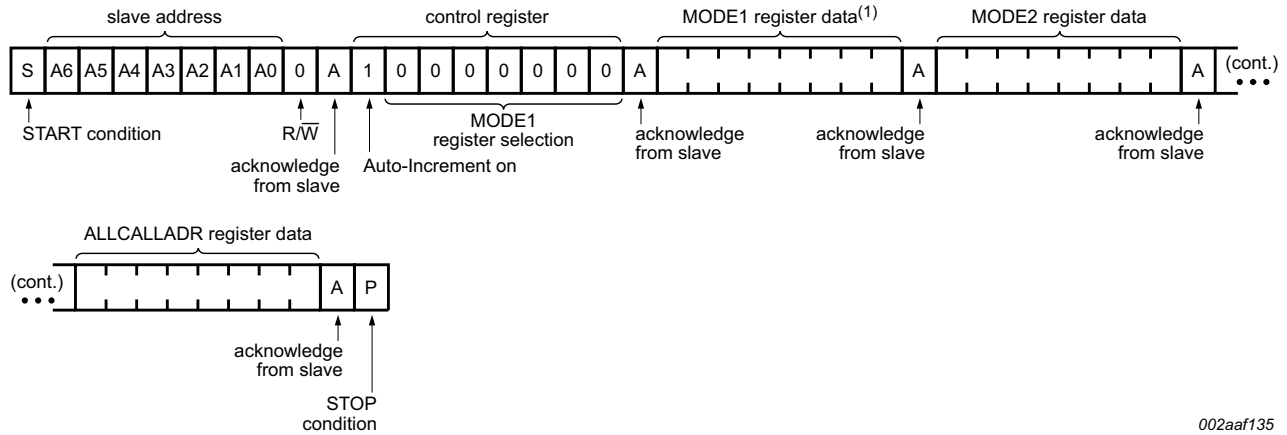 slave address control register MODE1 register data(1) MODE2 register data
S A6 A5 A4 A3 A2 A1 A0 0 A 1 0 0 0 0 0 0 0 A A A (cont.)
START condition R/W̅ MODE1
register selection
acknowledge
from slave
Auto-Increment on
acknowledge
from slave
acknowledge
from slave
acknowledge
from slave
ALLCALLADR register data
(cont.) A P
acknowledge
from slave
STOP
condition
002aaf135